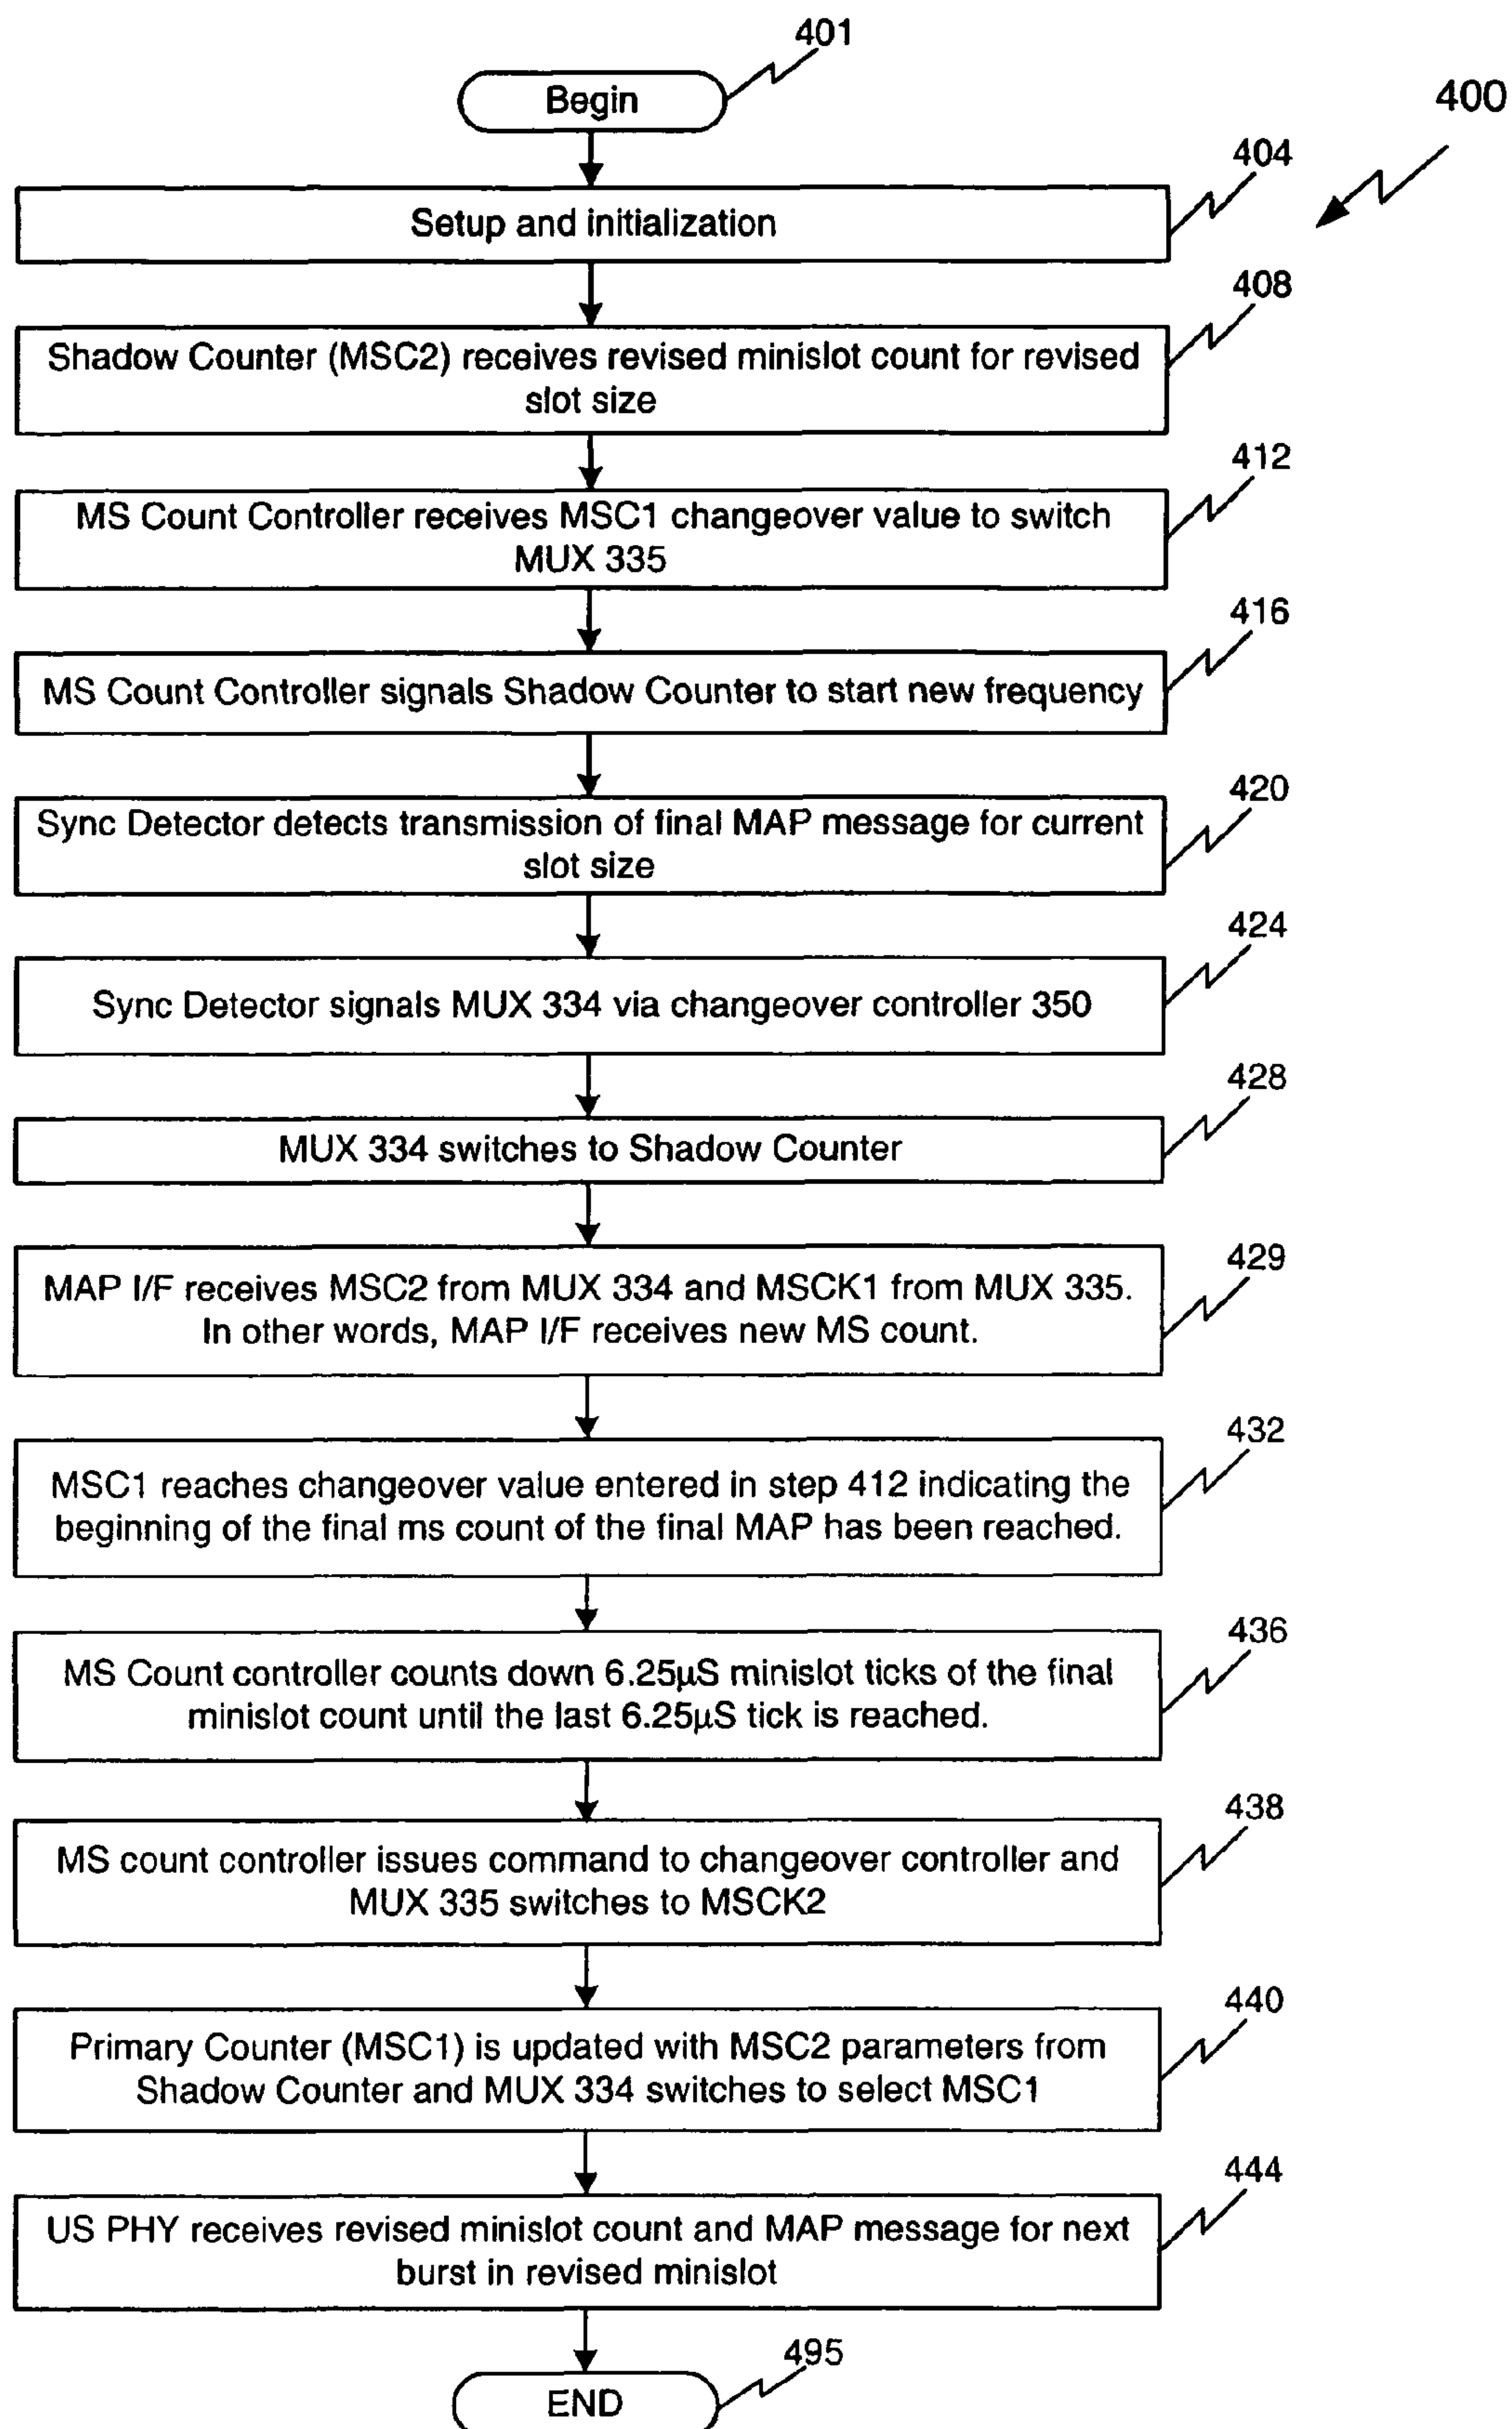 401
Begin
400
404
Setup and initialization
408
Shadow Counter (MSC2) receives revised minislot count for revised
slot size
412
MS Count Controller receives MSC1 changeover value to switch
MUX 335
416
MS Count Controller signals Shadow Counter to start new frequency
420
Sync Detector detects transmission of final MAP message for current
slot size
424
Sync Detector signals MUX 334 via changeover controller 350
428
MUX 334 switches to Shadow Counter
429
MAP I/F receives MSC2 from MUX 334 and MSCK1 from MUX 335.
In other words, MAP I/F receives new MS count.
432
MSC1 reaches changeover value entered in step 412 indicating the
beginning of the final ms count of the final MAP has been reached.
436
MS Count controller counts down 6.25µS minislot ticks of the final
minislot count until the last 6.25µS tick is reached.
438
MS count controller issues command to changeover controller and
MUX 335 switches to MSCK2
440
Primary Counter (MSC1) is updated with MSC2 parameters from
Shadow Counter and MUX 334 switches to select MSC1
444
US PHY receives revised minislot count and MAP message for next
burst in revised minislot
495
END